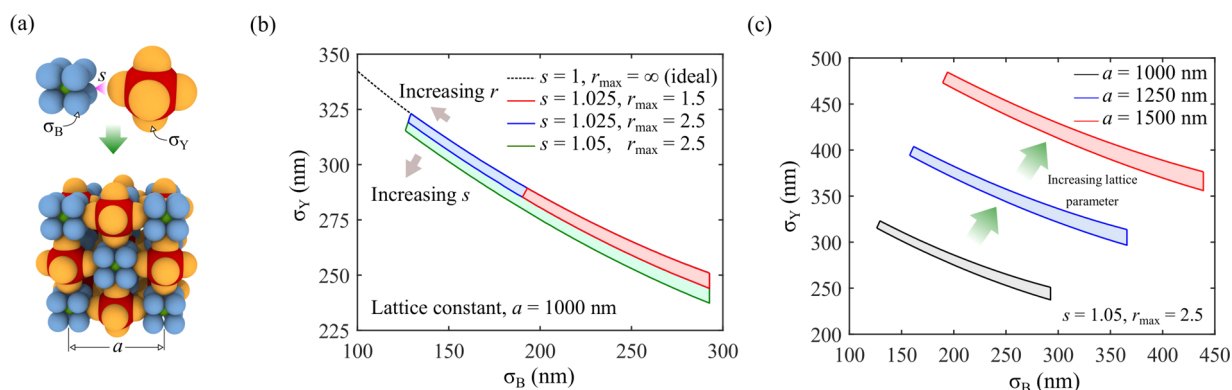 (a)
s
σB
σY
a
(b)
σY (nm)
350
325
300
275
250
225
s = 1, rmax = ∞ (ideal)
s = 1.025, rmax = 1.5
s = 1.025, rmax = 2.5
s = 1.05, rmax = 2.5
Increasing r
Increasing s
Lattice constant, a = 1000 nm
100 150 200 250 300
σB (nm)
(c)
σY (nm)
500
450
400
350
300
250
200
a = 1000 nm
a = 1250 nm
a = 1500 nm
Increasing lattice
parameter
s = 1.05, rmax = 2.5
100 150 200 250 300 350 400 450
σB (nm)